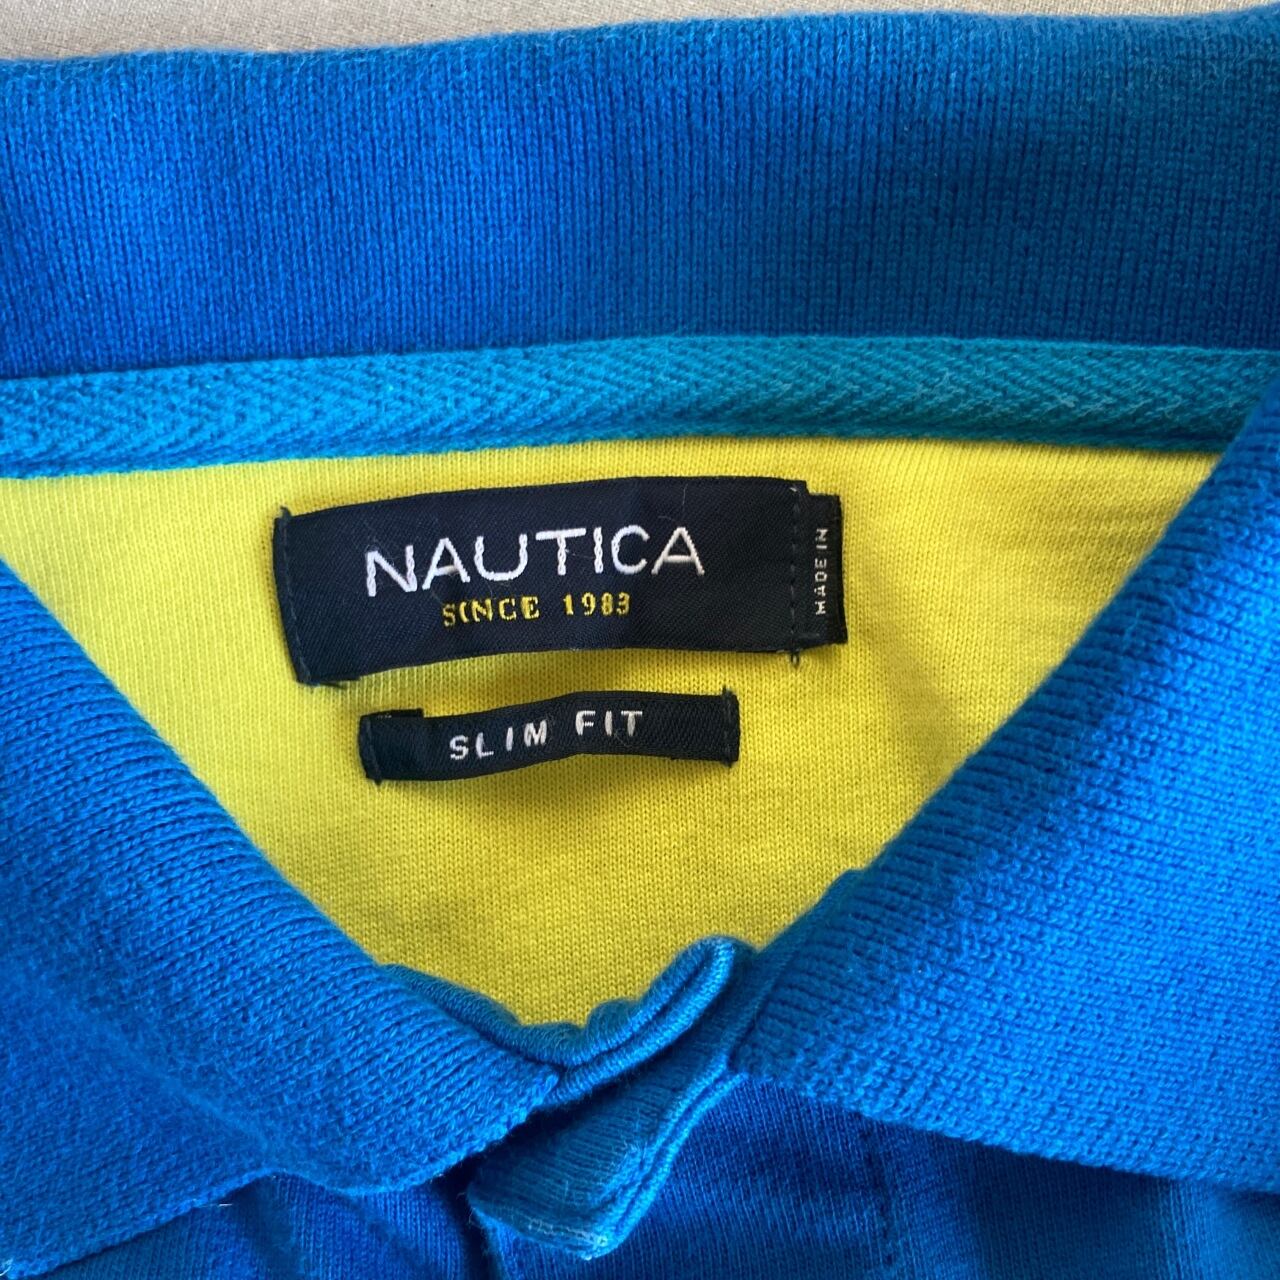 NAUTICA
SINCE 1983
MADE IN
SLIM FIT